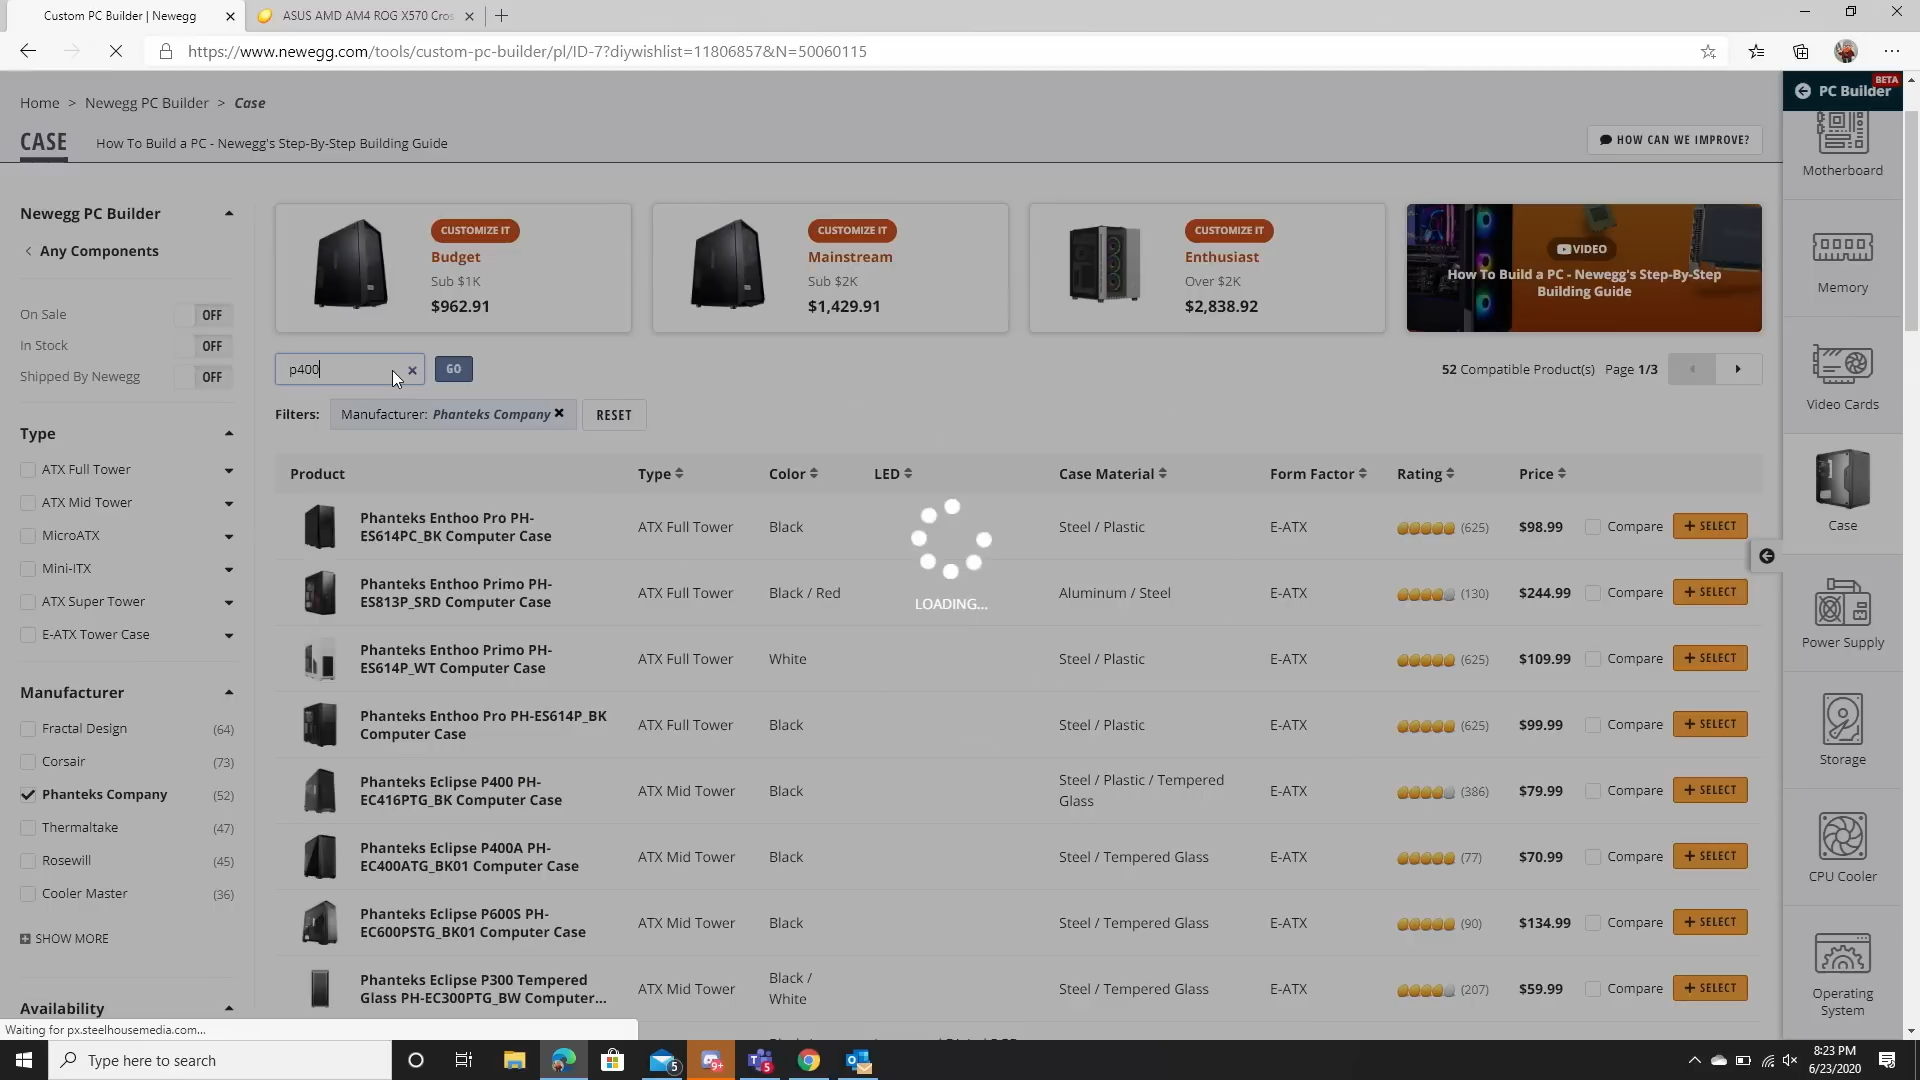 Custom PC Builder | Newegg
ASUS AMD AM4 ROG X570 Cros
https://www.newegg.com/tools/custom-pc-builder/pl/ID-7?diywishlist=11806857&N=50060115
Home > Newegg PC Builder > Case
CASE How To Build a PC - Newegg's Step-By-Step Building Guide
HOW CAN WE IMPROVE?
BETA
PC Builder
Newegg PC Builder
< Any Components
On Sale OFF
In Stock OFF
Shipped By Newegg OFF
Type
ATX Full Tower
ATX Mid Tower
MicroATX
Mini-ITX
ATX Super Tower
E-ATX Tower Case
Manufacturer
Fractal Design (64)
Corsair (73)
Phanteks Company (52)
Thermaltake (47)
Rosewill (45)
Cooler Master (36)
SHOW MORE
Availability
CUSTOMIZE IT
Budget
Sub $1K
$962.91
CUSTOMIZE IT
Mainstream
Sub $2K
$1,429.91
CUSTOMIZE IT
Enthusiast
Over $2K
$2,838.92
VIDEO
How To Build a PC - Newegg's Step-By-Step
Building Guide
p400 GO
52 Compatible Product(s) Page 1/3
Filters: Manufacturer: Phanteks Company RESET
Product Type Color LED Case Material Form Factor Rating Price
Phanteks Enthoo Pro PH-
ES614PC_BK Computer Case
ATX Full Tower Black Steel / Plastic E-ATX (625) $98.99 Compare + SELECT
Phanteks Enthoo Primo PH-
ES813P_SRD Computer Case
ATX Full Tower Black / Red Aluminum / Steel E-ATX (130) $244.99 Compare + SELECT
Phanteks Enthoo Primo PH-
ES614P_WT Computer Case
ATX Full Tower White Steel / Plastic E-ATX (625) $109.99 Compare + SELECT
Phanteks Enthoo Pro PH-ES614P_BK
Computer Case
ATX Full Tower Black Steel / Plastic E-ATX (625) $99.99 Compare + SELECT
Phanteks Eclipse P400 PH-
EC416PTG_BK Computer Case
ATX Mid Tower Black
Steel / Plastic / Tempered
Glass
E-ATX (386) $79.99 Compare + SELECT
Phanteks Eclipse P400A PH-
EC400ATG_BK01 Computer Case
ATX Mid Tower Black Steel / Tempered Glass E-ATX (77) $70.99 Compare + SELECT
Phanteks Eclipse P600S PH-
EC600PSTG_BK01 Computer Case
ATX Mid Tower Black Steel / Tempered Glass E-ATX (90) $134.99 Compare + SELECT
Phanteks Eclipse P300 Tempered
Glass PH-EC300PTG_BW Computer...
ATX Mid Tower
Black /
White
Steel / Tempered Glass E-ATX (207) $59.99 Compare + SELECT
LOADING...
Motherboard
Memory
Video Cards
Case
Power Supply
Storage
CPU Cooler
Operating
System
Waiting for px.steelhousemedia.com...
Type here to search
5
9+
5
8:23 PM
6/23/2020